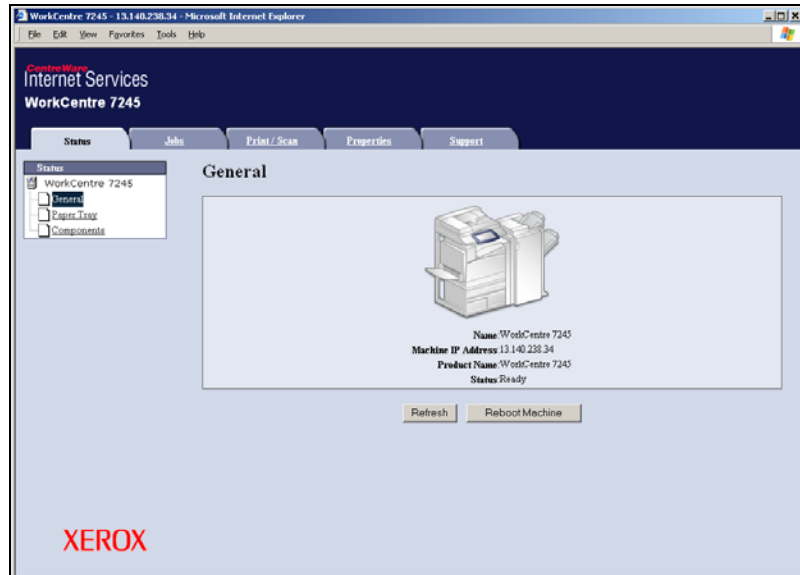 WorkCentre 7245 - 13.140.238.34 - Microsoft Internet Explorer
File Edit View Favorites Tools Help
CentreWare
Internet Services
WorkCentre 7245
Status Jobs Print / Scan Properties Support
Status
WorkCentre 7245
General
Paper Tray
Components
General
Name:WorkCentre 7245
Machine IP Address:13.140.238.34
Product Name:WorkCentre 7245
Status:Ready
Refresh Reboot Machine
XEROX